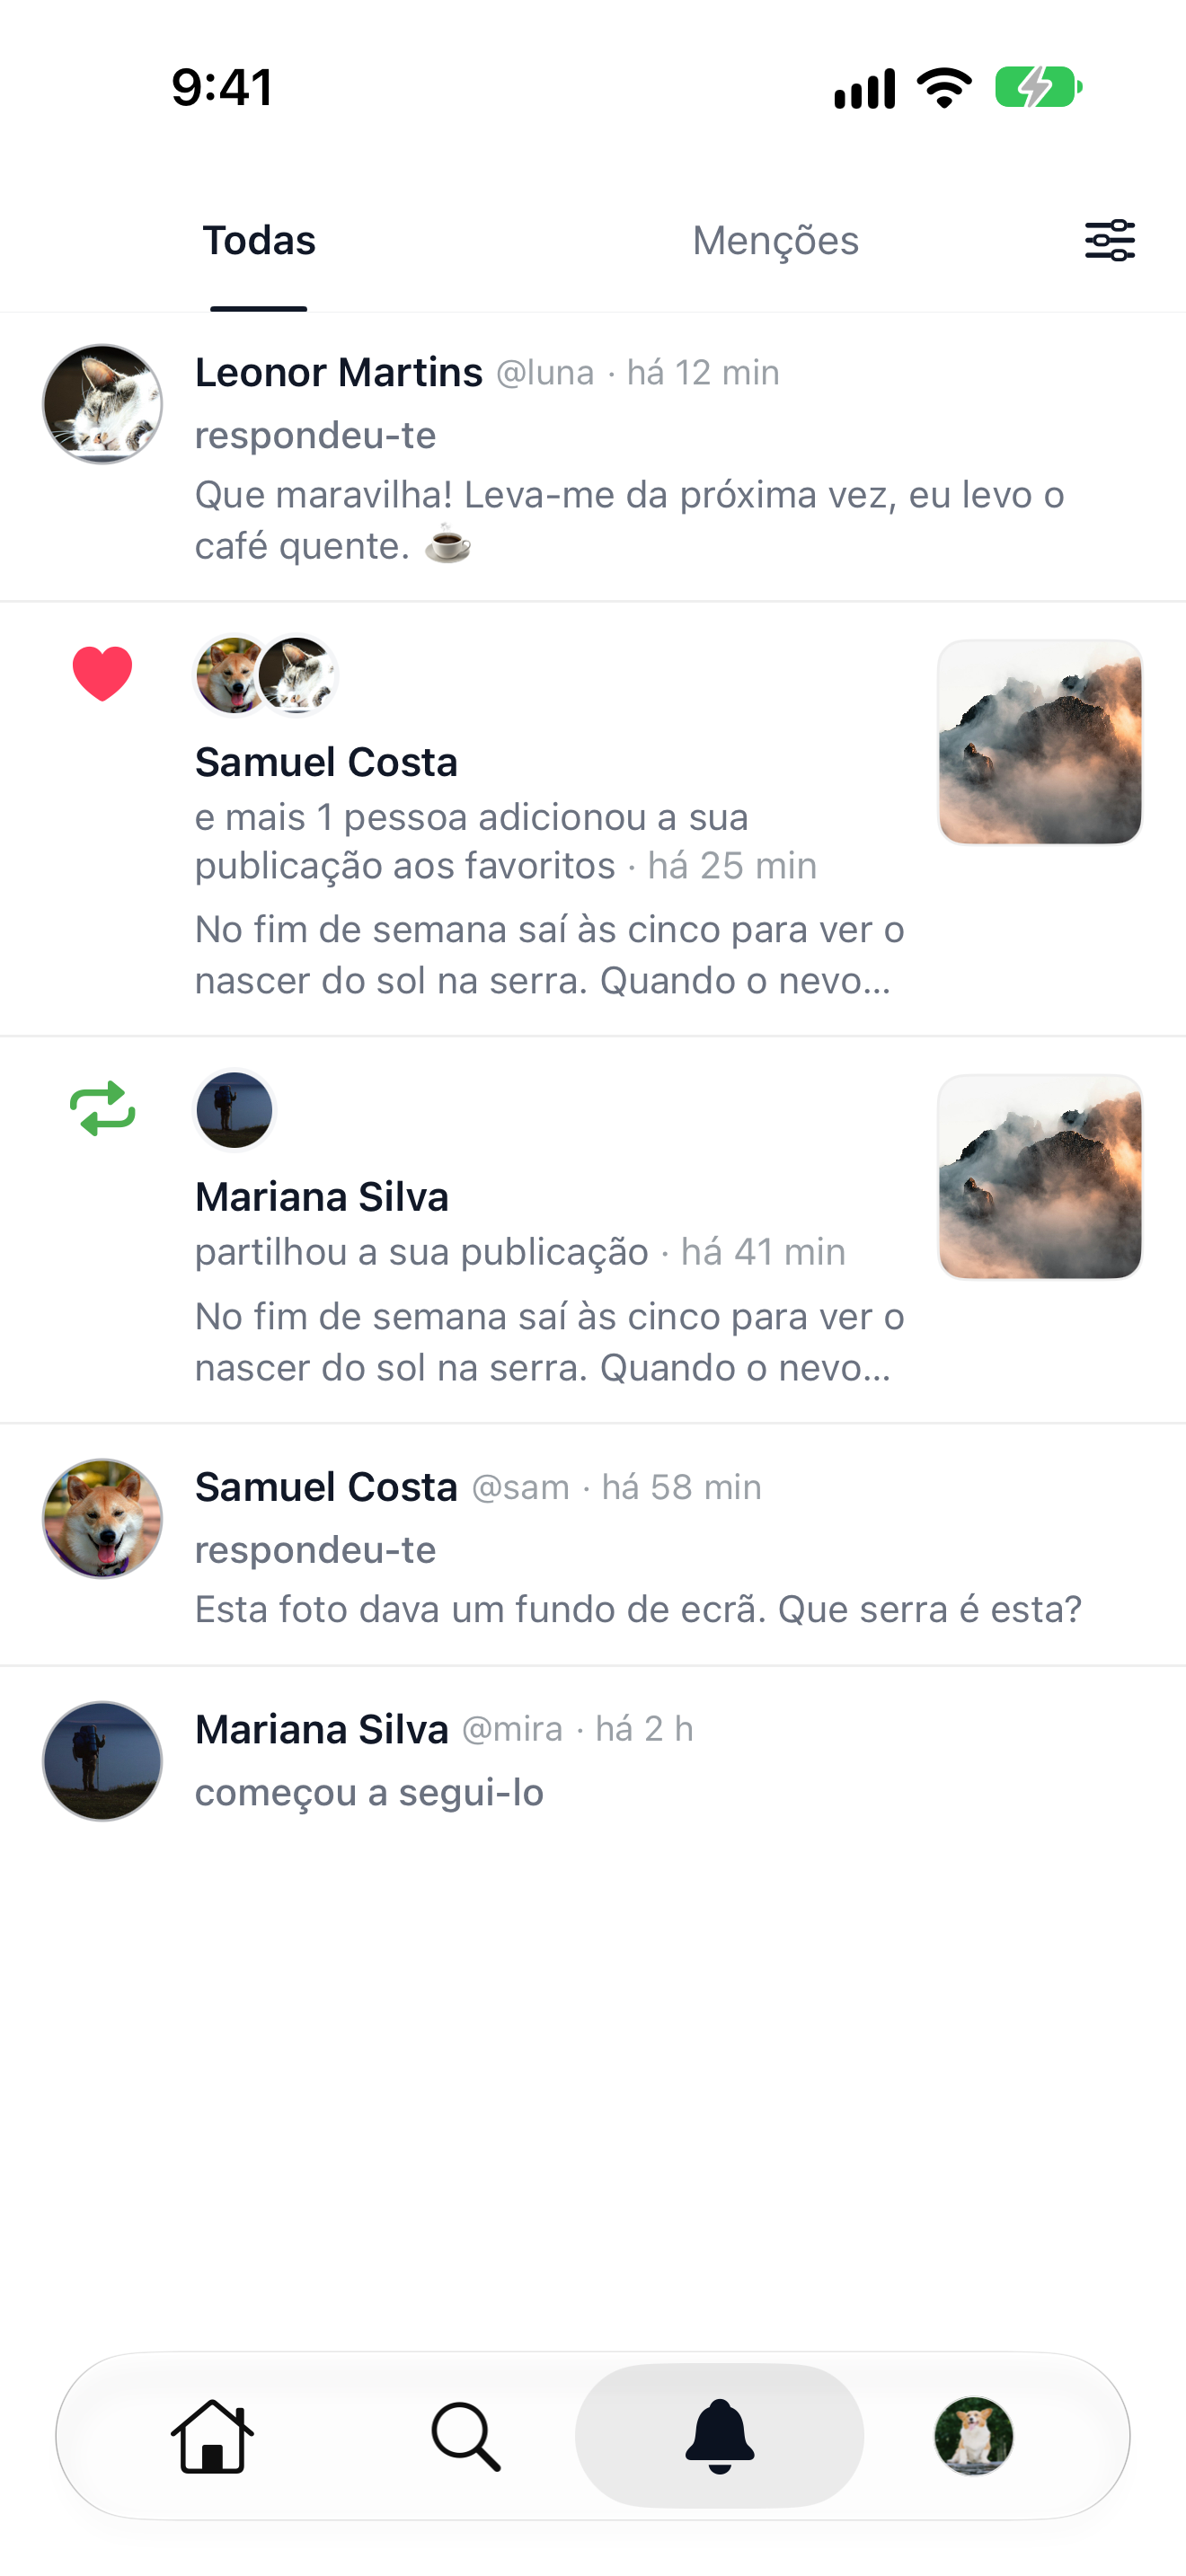 9:41
Todas
Menções
Leonor Martins @luna · há 12 min
respondeu-te
Que maravilha! Leva-me da próxima vez, eu levo o
café quente. ☕
Samuel Costa
e mais 1 pessoa adicionou a sua
publicação aos favoritos · há 25 min
No fim de semana saí às cinco para ver o
nascer do sol na serra. Quando o nevo...
Mariana Silva
partilhou a sua publicação · há 41 min
No fim de semana saí às cinco para ver o
nascer do sol na serra. Quando o nevo...
Samuel Costa @sam · há 58 min
respondeu-te
Esta foto dava um fundo de ecrã. Que serra é esta?
Mariana Silva @mira · há 2 h
começou a segui-lo